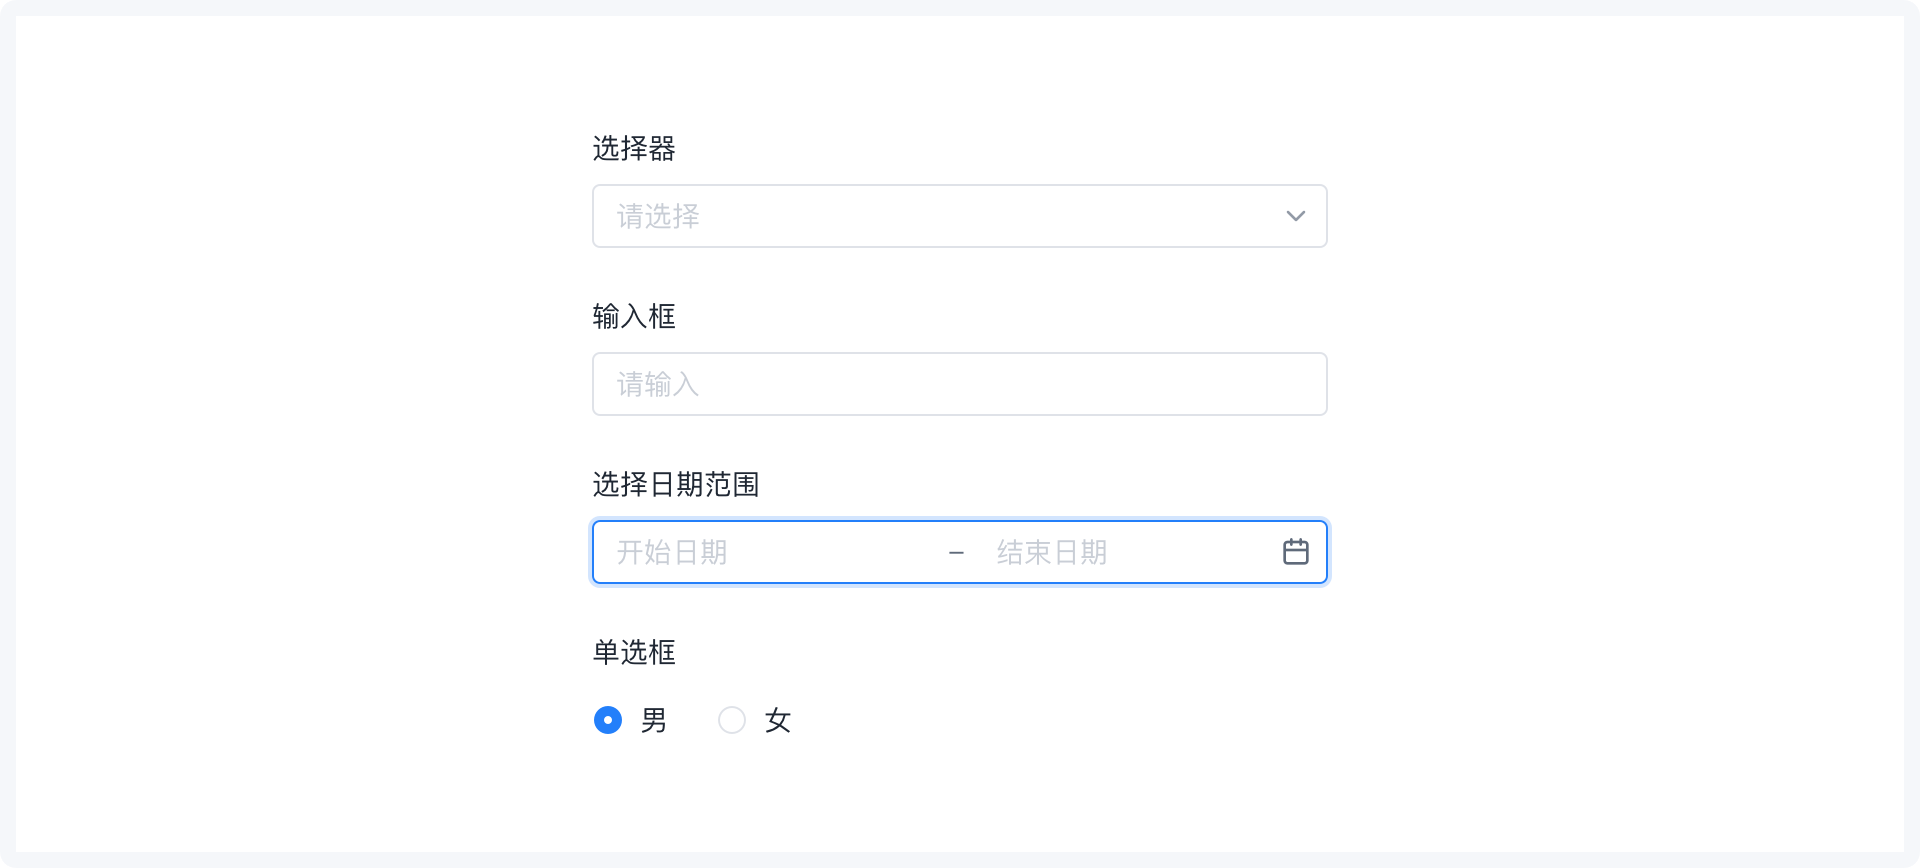 选择器
请选择
输入框
请输入
选择日期范围
开始日期 – 结束日期
单选框
男 女